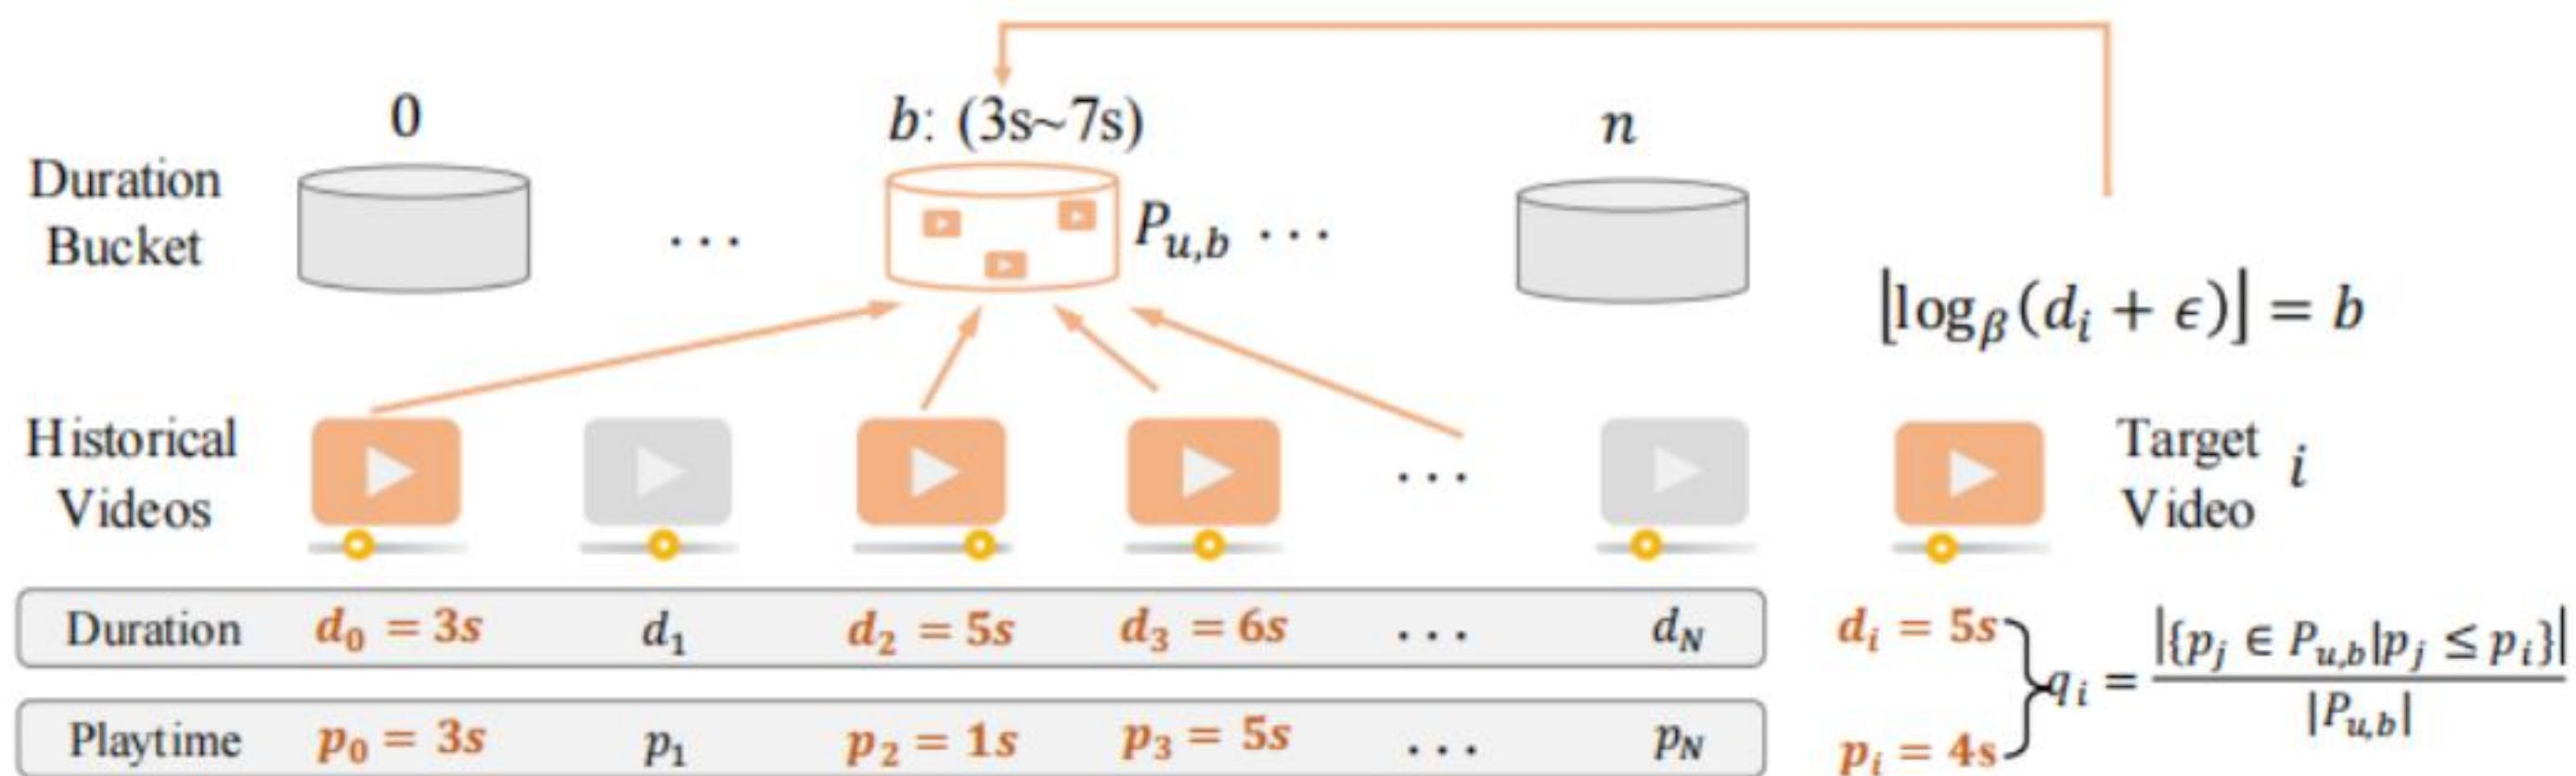 0
b: (3s~7s)
n
Duration
Bucket
...
P_{u,b} ...
⌊log_β(d_i + ϵ)⌋ = b
Historical
Videos
...
Target
Video
i
Duration d_0 = 3s d_1 d_2 = 5s d_3 = 6s ... d_N
d_i = 5s
Playtime p_0 = 3s p_1 p_2 = 1s p_3 = 5s ... p_N
p_i = 4s
q_i = |{p_j ∈ P_{u,b}|p_j ≤ p_i}|
|P_{u,b}|